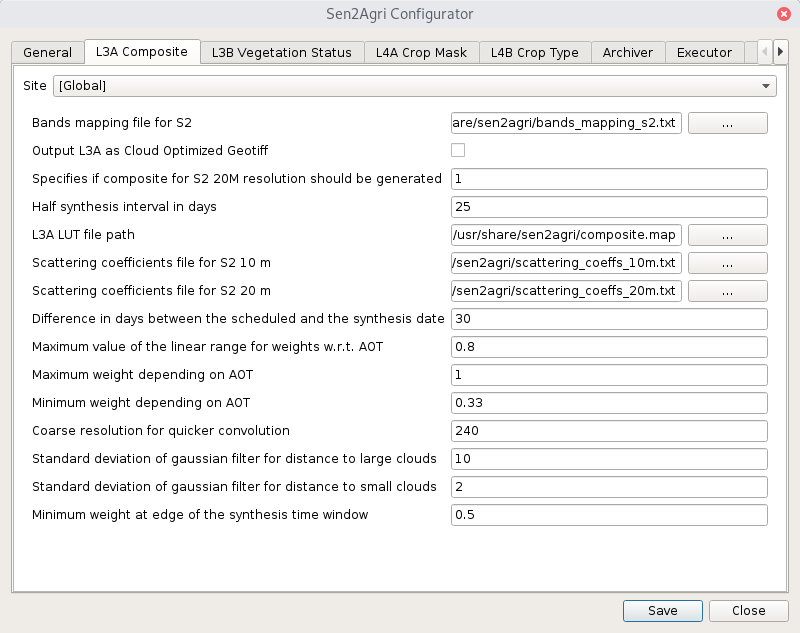 Sen2Agri Configurator
General L3A Composite L3B Vegetation Status L4A Crop Mask L4B Crop Type Archiver Executor
Site [Global]
Bands mapping file for S2 are/sen2agri/bands_mapping_s2.txt ...
Output L3A as Cloud Optimized Geotiff
Specifies if composite for S2 20M resolution should be generated 1
Half synthesis interval in days 25
L3A LUT file path /usr/share/sen2agri/composite.map ...
Scattering coefficients file for S2 10 m /sen2agri/scattering_coeffs_10m.txt ...
Scattering coefficients file for S2 20 m /sen2agri/scattering_coeffs_20m.txt ...
Difference in days between the scheduled and the synthesis date 30
Maximum value of the linear range for weights w.r.t. AOT 0.8
Maximum weight depending on AOT 1
Minimum weight depending on AOT 0.33
Coarse resolution for quicker convolution 240
Standard deviation of gaussian filter for distance to large clouds 10
Standard deviation of gaussian filter for distance to small clouds 2
Minimum weight at edge of the synthesis time window 0.5
Save Close